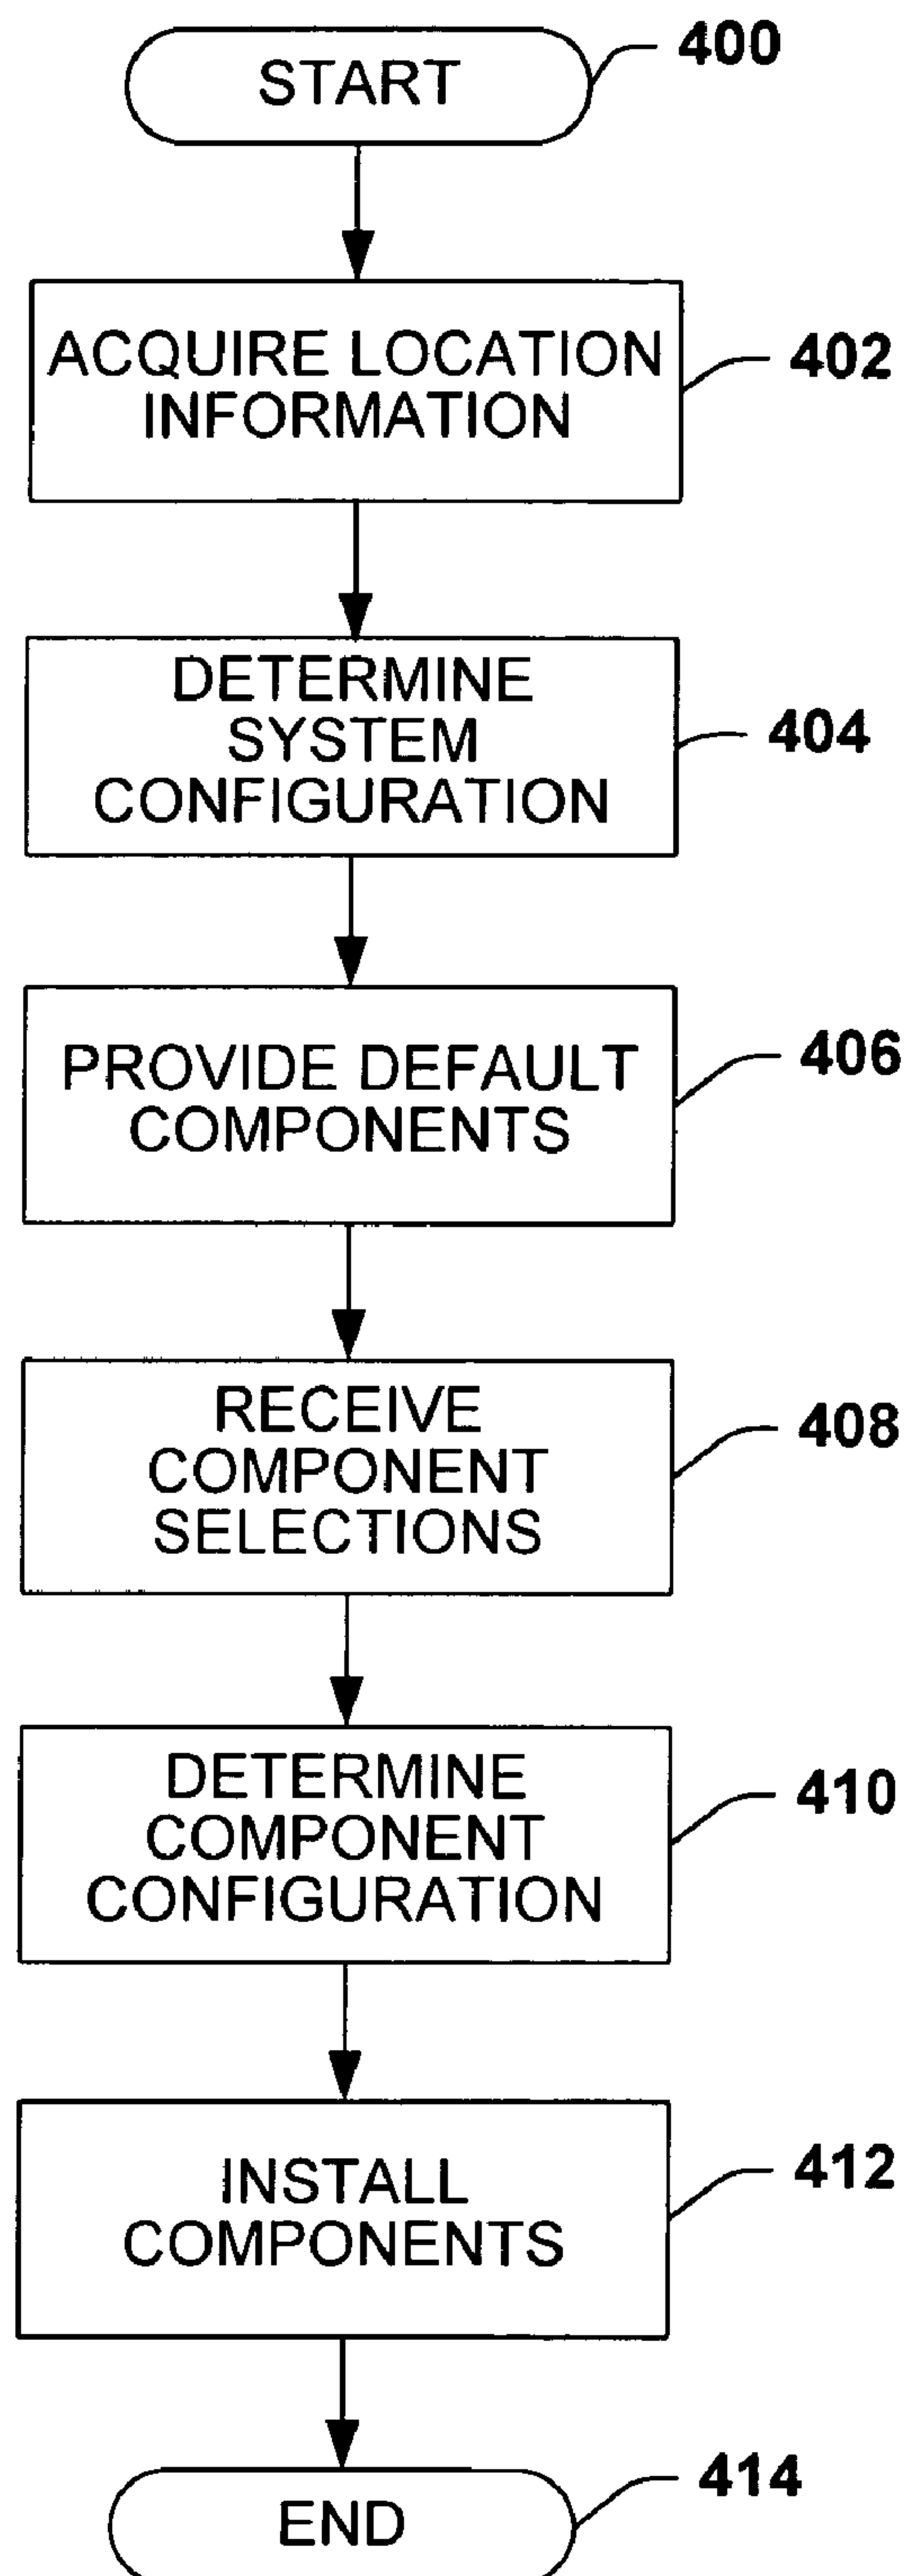 START
400
ACQUIRE LOCATION
INFORMATION
402
DETERMINE
SYSTEM
CONFIGURATION
404
PROVIDE DEFAULT
COMPONENTS
406
RECEIVE
COMPONENT
SELECTIONS
408
DETERMINE
COMPONENT
CONFIGURATION
410
INSTALL
COMPONENTS
412
END
414